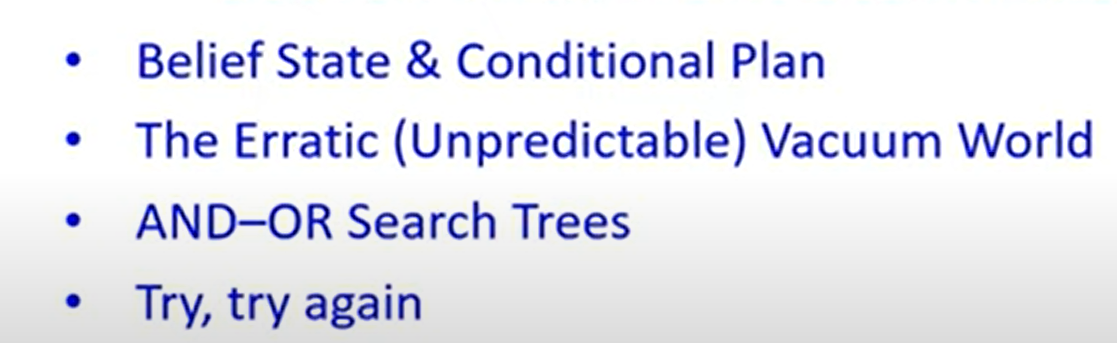 • Belief State & Conditional Plan
• The Erratic (Unpredictable) Vacuum World
• AND–OR Search Trees
• Try, try again